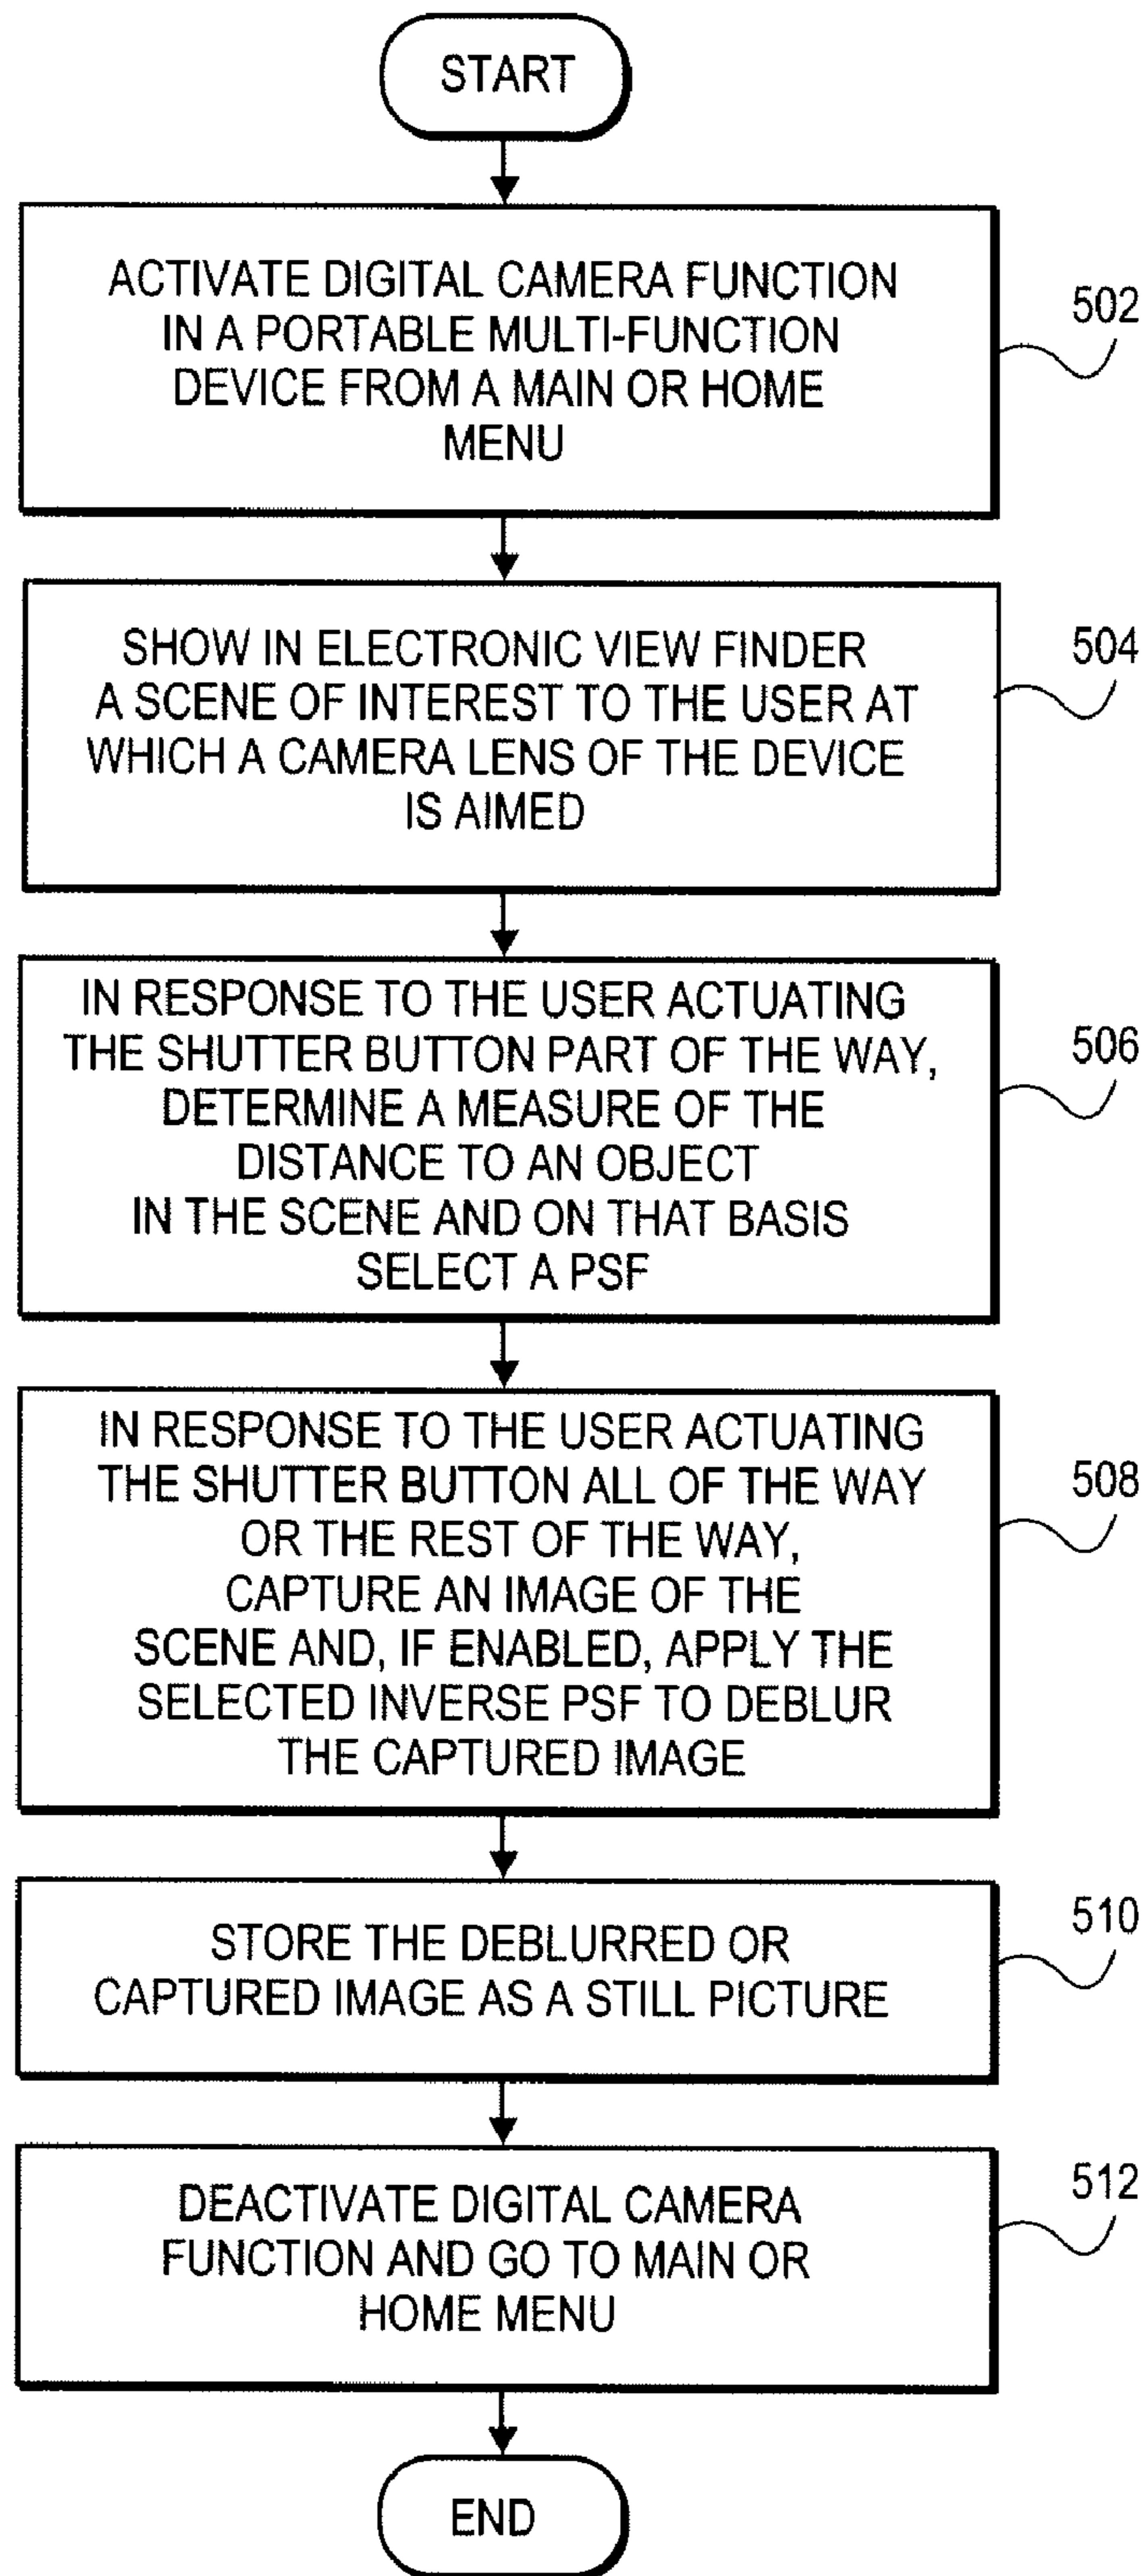 START
ACTIVATE DIGITAL CAMERA FUNCTION
IN A PORTABLE MULTI-FUNCTION
DEVICE FROM A MAIN OR HOME
MENU
502
SHOW IN ELECTRONIC VIEW FINDER
A SCENE OF INTEREST TO THE USER AT
WHICH A CAMERA LENS OF THE DEVICE
IS AIMED
504
IN RESPONSE TO THE USER ACTUATING
THE SHUTTER BUTTON PART OF THE WAY,
DETERMINE A MEASURE OF THE
DISTANCE TO AN OBJECT
IN THE SCENE AND ON THAT BASIS
SELECT A PSF
506
IN RESPONSE TO THE USER ACTUATING
THE SHUTTER BUTTON ALL OF THE WAY
OR THE REST OF THE WAY,
CAPTURE AN IMAGE OF THE
SCENE AND, IF ENABLED, APPLY THE
SELECTED INVERSE PSF TO DEBLUR
THE CAPTURED IMAGE
508
STORE THE DEBLURRED OR
CAPTURED IMAGE AS A STILL PICTURE
510
DEACTIVATE DIGITAL CAMERA
FUNCTION AND GO TO MAIN OR
HOME MENU
512
END